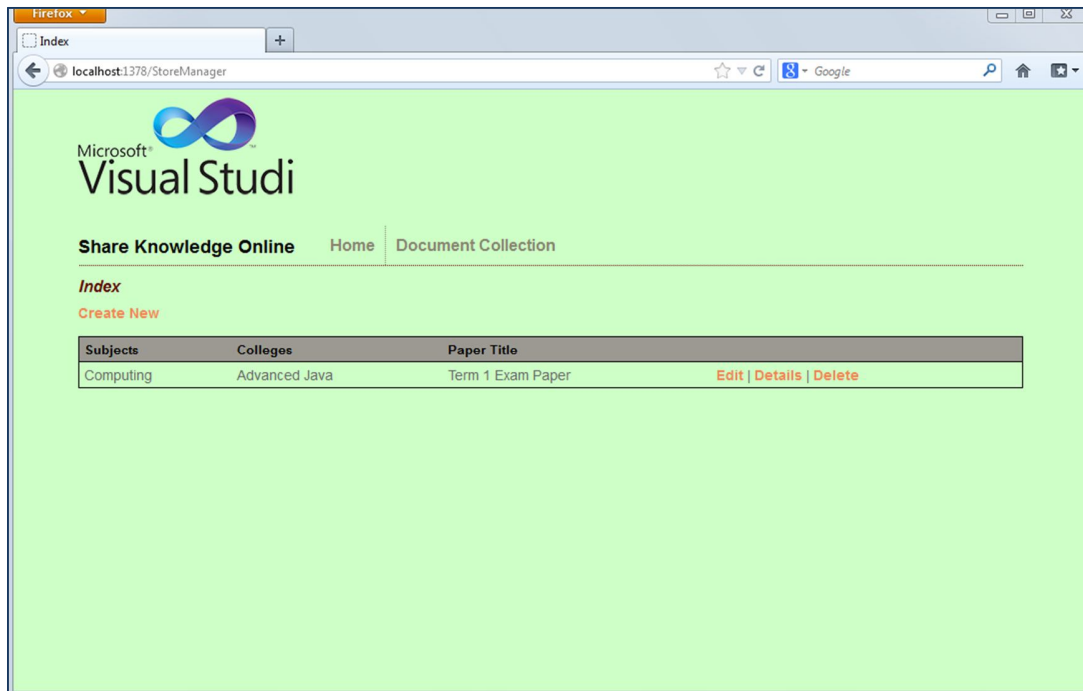 Firefox
Index
localhost:1378/StoreManager
Google
Microsoft®
Visual Studi
Share Knowledge Online Home Document Collection
Index
Create New
Subjects Colleges Paper Title
Computing Advanced Java Term 1 Exam Paper Edit | Details | Delete